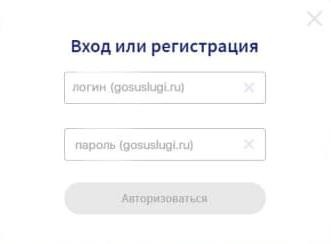 Вход или регистрация
логин (gosuslugi.ru)
пароль (gosuslugi.ru)
Авторизоваться